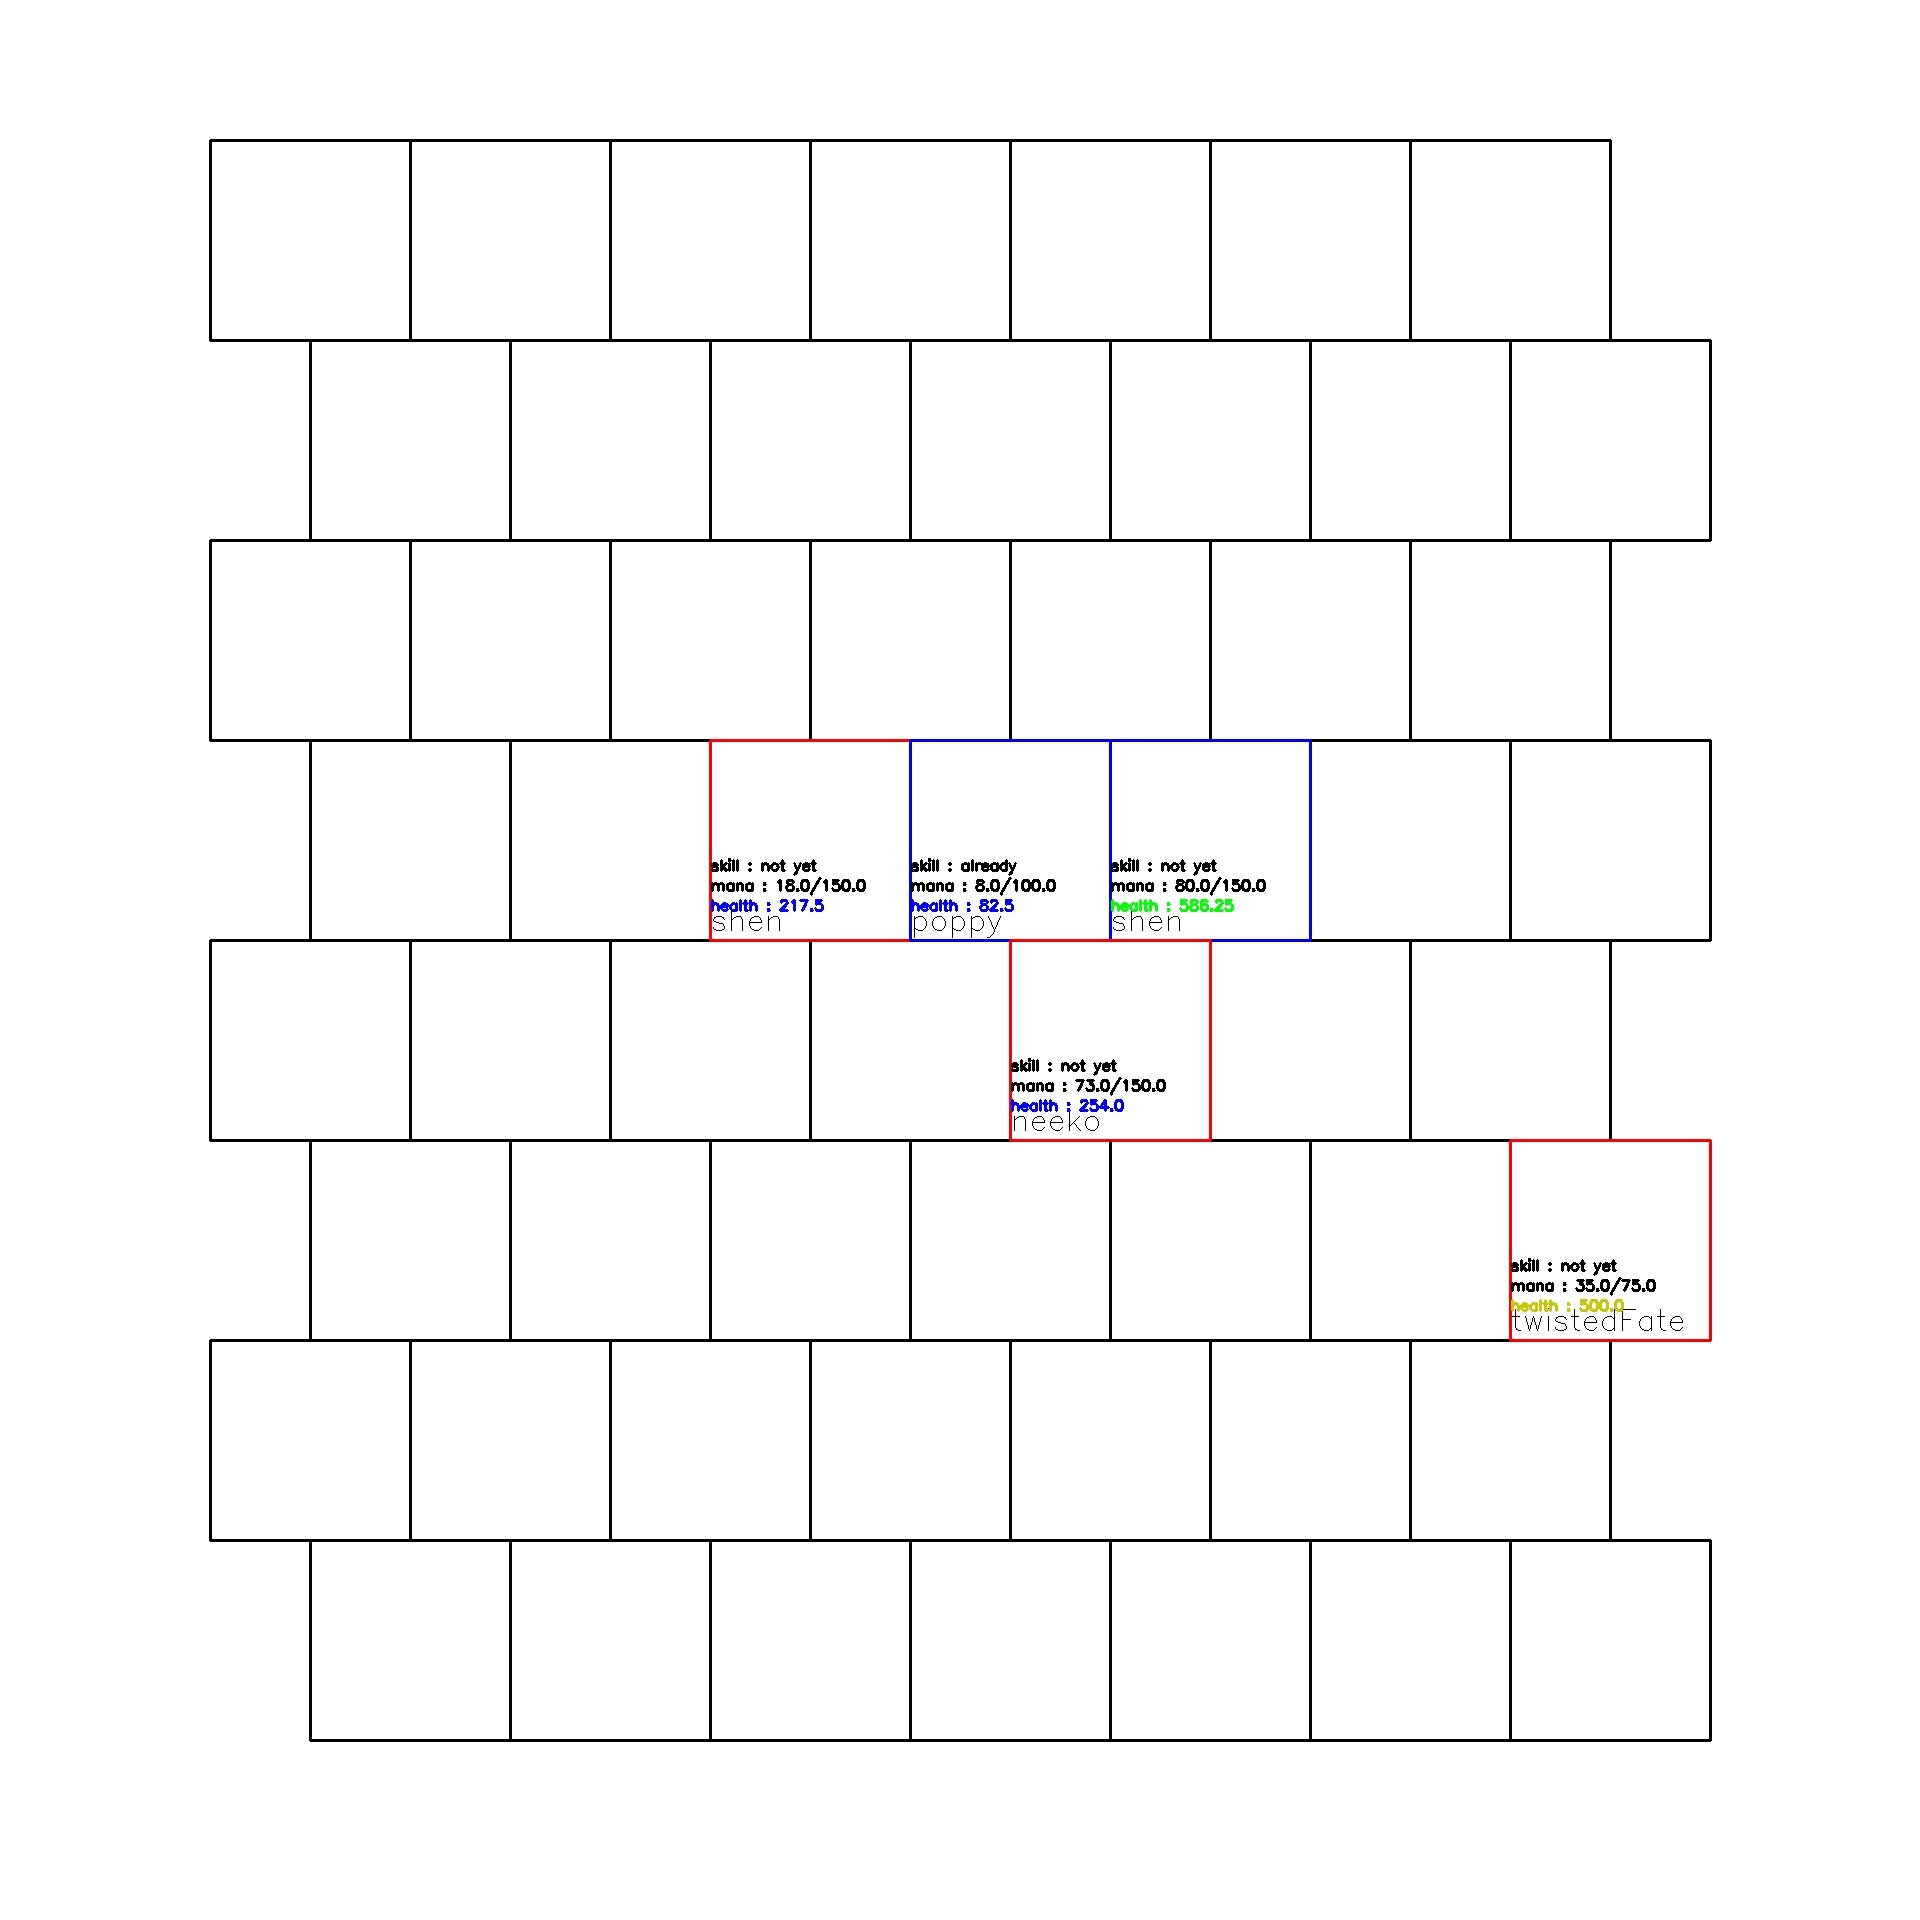 skill : not yet
mana : 18.0/150.0
health : 217.5
shen
skill : already
mana : 8.0/100.0
health : 82.5
poppy
skill : not yet
mana : 80.0/150.0
health : 586.25
shen
skill : not yet
mana : 73.0/150.0
health : 254.0
neeko
skill : not yet
mana : 35.0/75.0
health : 500.0
twistedFate